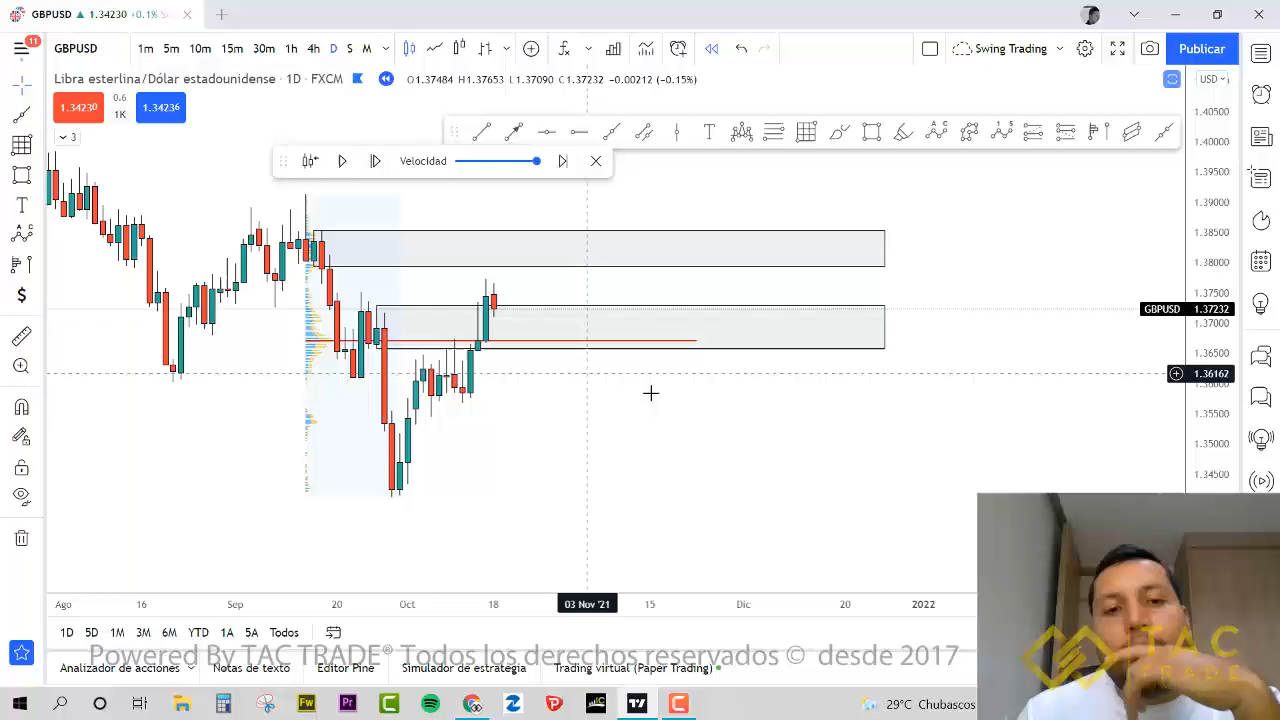 GBPUSD ▲ 1.34230 +0.1% S
11
GBPUSD 1m 5m 10m 15m 30m 1h 4h D S M Swing Trading Publicar
Libra esterlina/Dólar estadounidense · 1D · FXCM O1.37484 H1.37653 L1.37090 C1.37232 −0.00212 (−0.15%) USD
1.34230 0.6 1.34236
1K
3
Velocidad
1.40500
1.40000
1.39500
1.39000
1.38500
1.38000
1.37500
GBPUSD 1.37232
1.37000
1.36500
1.36162
1.36000
1.35500
1.35000
1.34500
Ago 16 Sep 20 Oct 18 03 Nov '21 15 Dic 20 2022
1D 5D 1M 3M 6M YTD 1A 5A Todos
Powered By TAC TRADE® Todos los derechos reservados © desde 2017
Analizador de acciones Notas de texto Editor Pine Simulador de estrategia Trading virtual (Paper Trading)
TAC
TRADE
29°C Chubascos